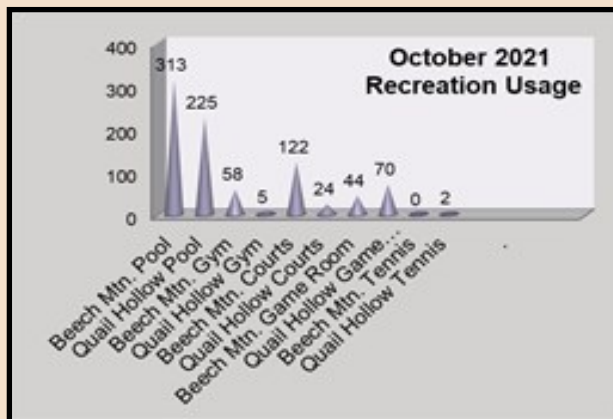 October 2021
Recreation Usage
400
300
200
100
0
313
225
58
5
122
24
44
70
0
2
Beech Mtn. Pool
Quail Hollow Pool
Beech Mtn. Gym
Quail Hollow Gym
Beech Mtn. Courts
Quail Hollow Courts
Beech Mtn. Game Room
Quail Hollow Game...
Beech Mtn. Tennis
Quail Hollow Tennis